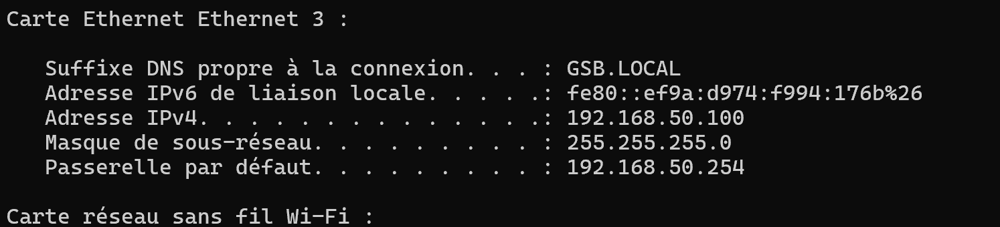 Carte Ethernet Ethernet 3 :
Suffixe DNS propre à la connexion. . . : GSB.LOCAL
Adresse IPv6 de liaison locale. . . . .: fe80::ef9a:d974:f994:176b%26
Adresse IPv4. . . . . . . . . . . . . .: 192.168.50.100
Masque de sous-réseau. . . . . . . . . : 255.255.255.0
Passerelle par défaut. . . . . . . . . : 192.168.50.254
Carte réseau sans fil Wi-Fi :